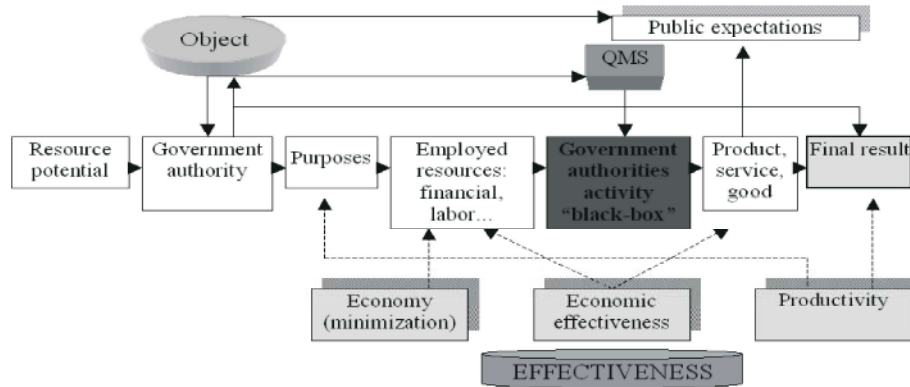 Object
Public expectations
QMS
Resource
potential
Government
authority
Purposes
Employed
resources:
financial,
labor...
Government
authorities
activity
"black-box"
Product,
service,
good
Final result
Economy
(minimization)
Economic
effectiveness
Productivity
EFFECTIVENESS